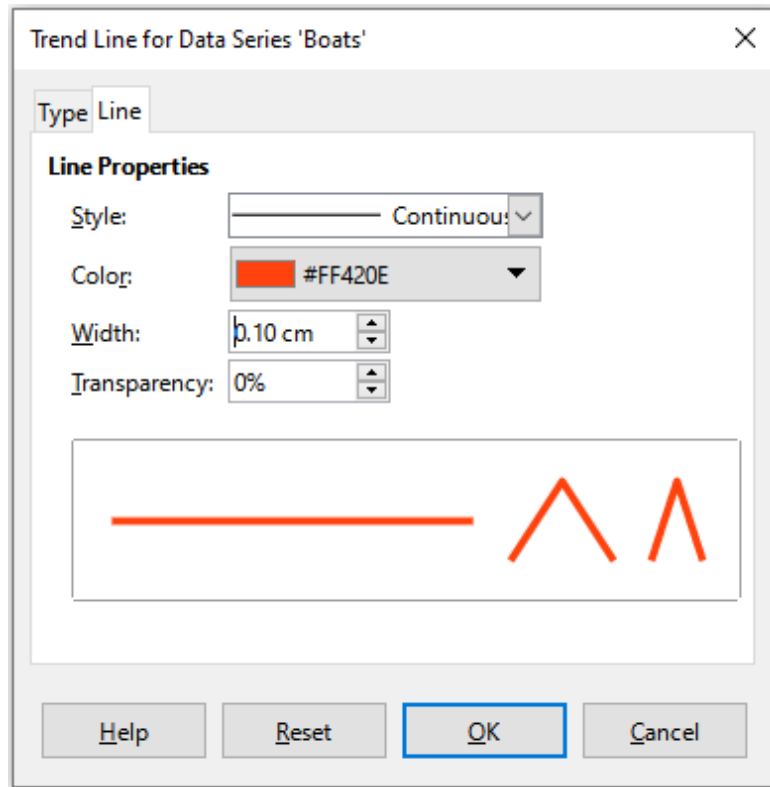 Trend Line for Data Series 'Boats'
Type Line
Line Properties
Style: Continuous
Color: #FF420E
Width: 0.10 cm
Transparency: 0%
Help Reset OK Cancel